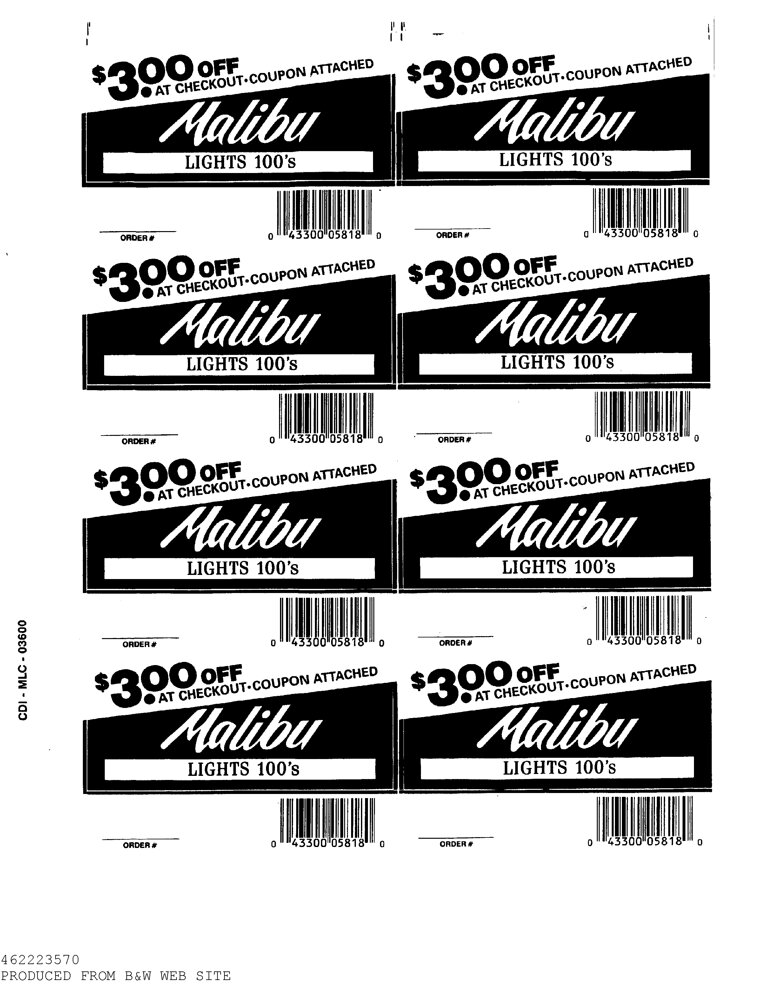 $3.00 OFF
AT CHECKOUT • COUPON ATTACHED
Malibu
LIGHTS 100's
ORDER #
0 43300 05818 0
$3.00 OFF
AT CHECKOUT • COUPON ATTACHED
Malibu
LIGHTS 100's
ORDER #
0 43300 05818 0
$3.00 OFF
AT CHECKOUT • COUPON ATTACHED
Malibu
LIGHTS 100's
ORDER #
0 43300 05818 0
$3.00 OFF
AT CHECKOUT • COUPON ATTACHED
Malibu
LIGHTS 100's
ORDER #
0 43300 05818 0
$3.00 OFF
AT CHECKOUT • COUPON ATTACHED
Malibu
LIGHTS 100's
ORDER #
0 43300 05818 0
$3.00 OFF
AT CHECKOUT • COUPON ATTACHED
Malibu
LIGHTS 100's
ORDER #
0 43300 05818 0
$3.00 OFF
AT CHECKOUT • COUPON ATTACHED
Malibu
LIGHTS 100's
ORDER #
0 43300 05818 0
$3.00 OFF
AT CHECKOUT • COUPON ATTACHED
Malibu
LIGHTS 100's
ORDER #
0 43300 05818 0
CDI - MLC - 03600
462223570
PRODUCED FROM B&W WEB SITE